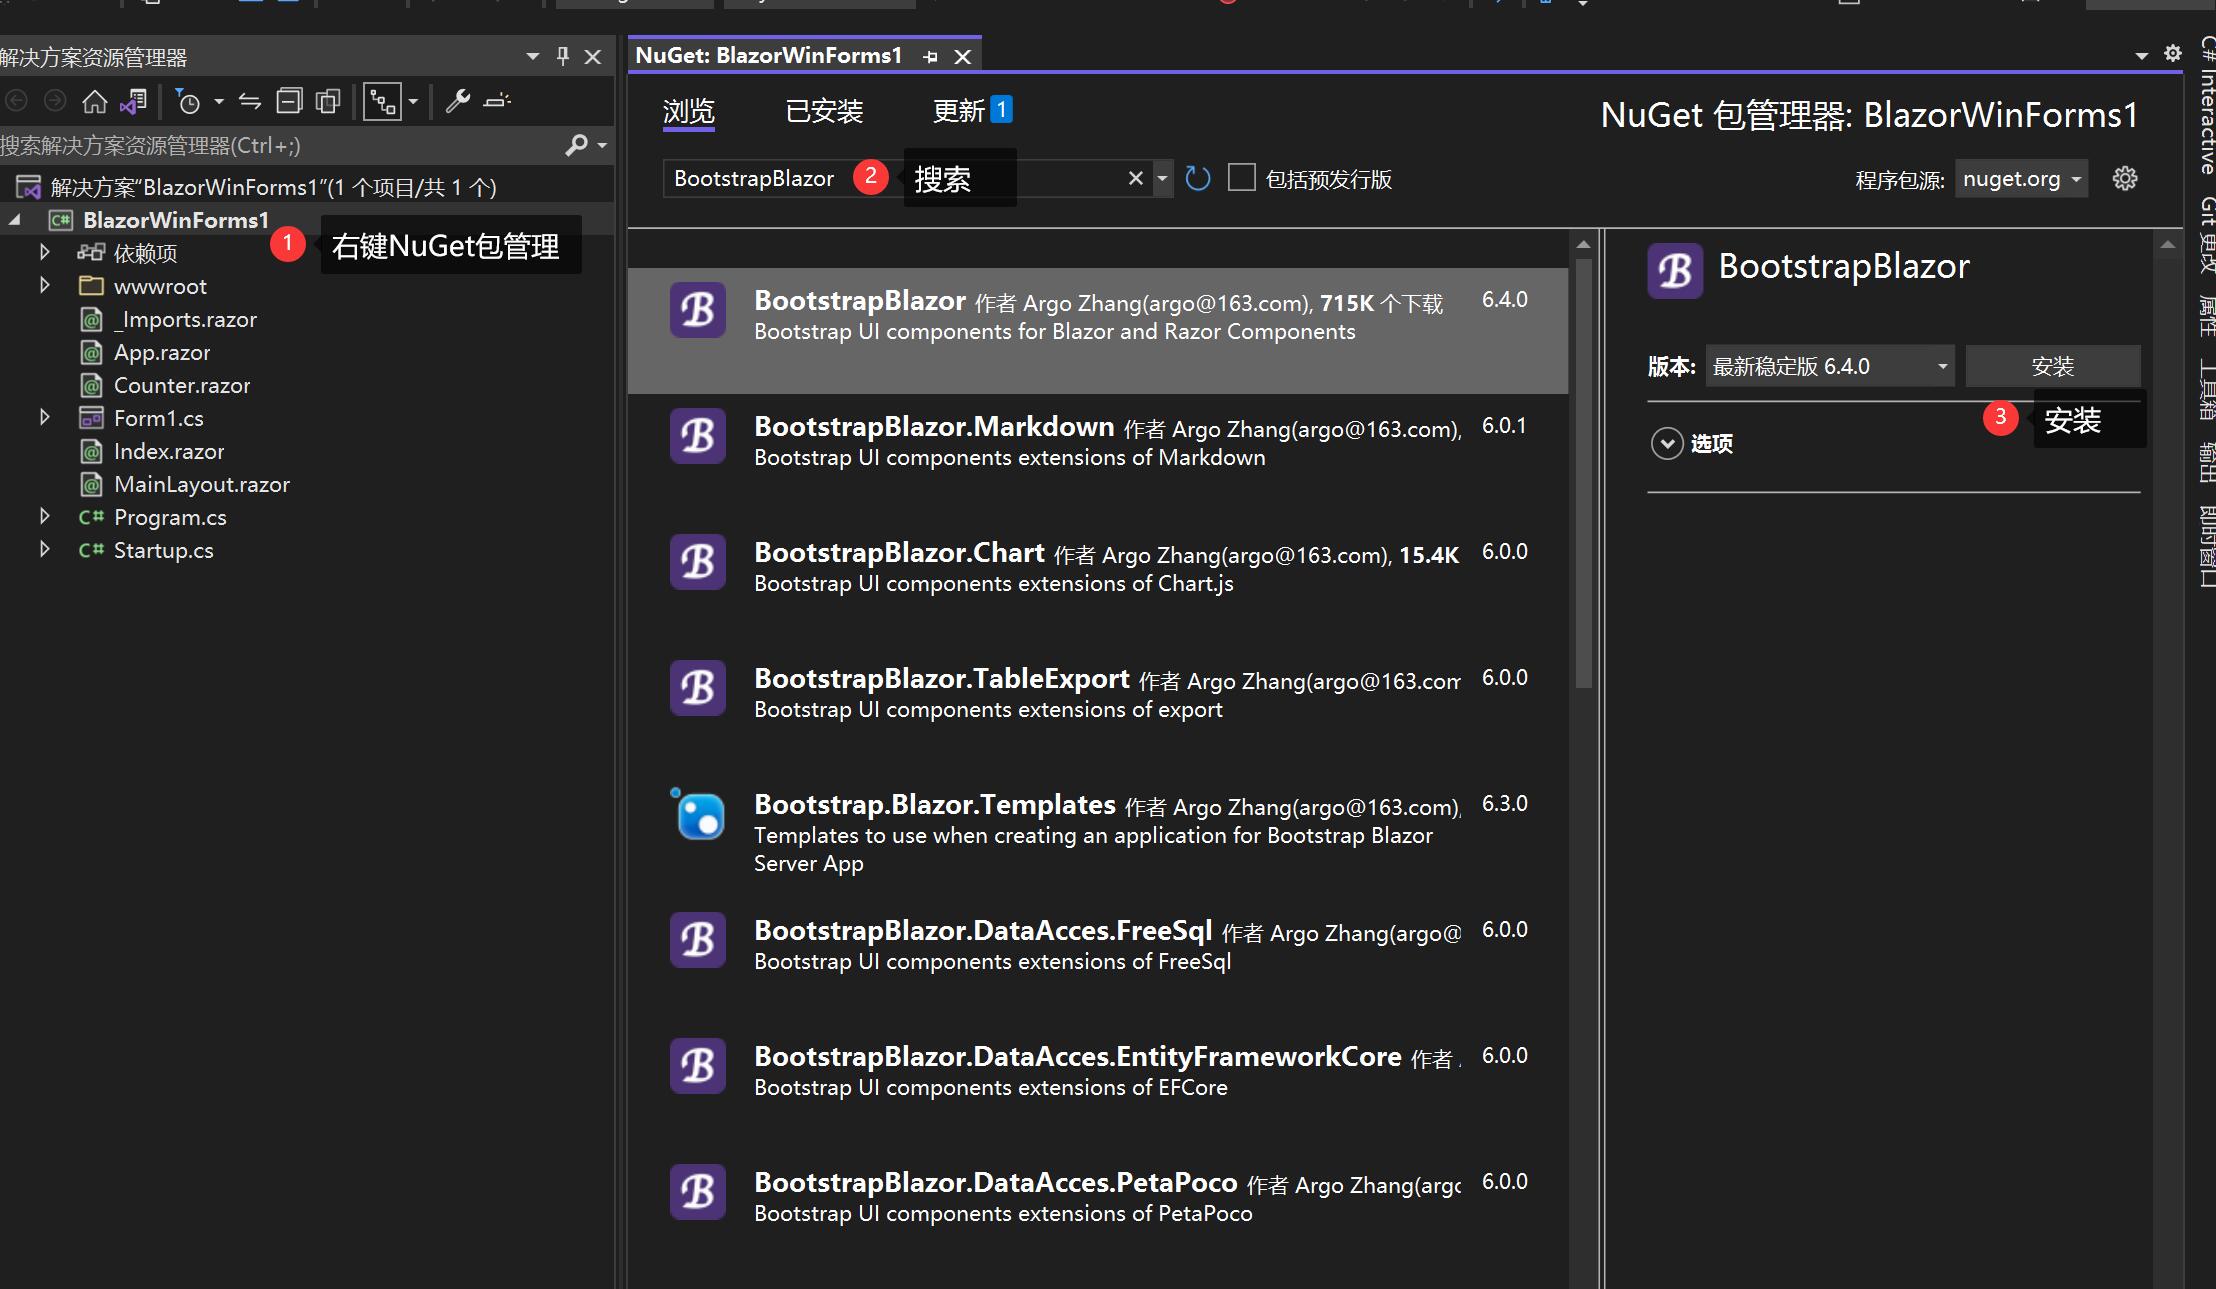 解决方案资源管理器
搜索解决方案资源管理器(Ctrl+;)
解决方案"BlazorWinForms1"(1 个项目/共 1 个)
C# BlazorWinForms1
1 右键NuGet包管理
依赖项
wwwroot
_Imports.razor
App.razor
Counter.razor
Form1.cs
Index.razor
MainLayout.razor
C# Program.cs
C# Startup.cs
NuGet: BlazorWinForms1
浏览 已安装 更新 1
NuGet 包管理器: BlazorWinForms1
BootstrapBlazor 2 搜索
包括预发行版
程序包源: nuget.org
BootstrapBlazor 作者 Argo Zhang(argo@163.com), 715K 个下载 6.4.0
Bootstrap UI components for Blazor and Razor Components
BootstrapBlazor.Markdown 作者 Argo Zhang(argo@163.com), 6.0.1
Bootstrap UI components extensions of Markdown
BootstrapBlazor.Chart 作者 Argo Zhang(argo@163.com), 15.4K 6.0.0
Bootstrap UI components extensions of Chart.js
BootstrapBlazor.TableExport 作者 Argo Zhang(argo@163.com 6.0.0
Bootstrap UI components extensions of export
Bootstrap.Blazor.Templates 作者 Argo Zhang(argo@163.com), 6.3.0
Templates to use when creating an application for Bootstrap Blazor
Server App
BootstrapBlazor.DataAcces.FreeSql 作者 Argo Zhang(argo@ 6.0.0
Bootstrap UI components extensions of FreeSql
BootstrapBlazor.DataAcces.EntityFrameworkCore 作者 6.0.0
Bootstrap UI components extensions of EFCore
BootstrapBlazor.DataAcces.PetaPoco 作者 Argo Zhang(argo 6.0.0
Bootstrap UI components extensions of PetaPoco
BootstrapBlazor
版本: 最新稳定版 6.4.0 安装
3 安装
选项
C# Interactive
Git 更改
属性
工具箱
输出
即时窗口